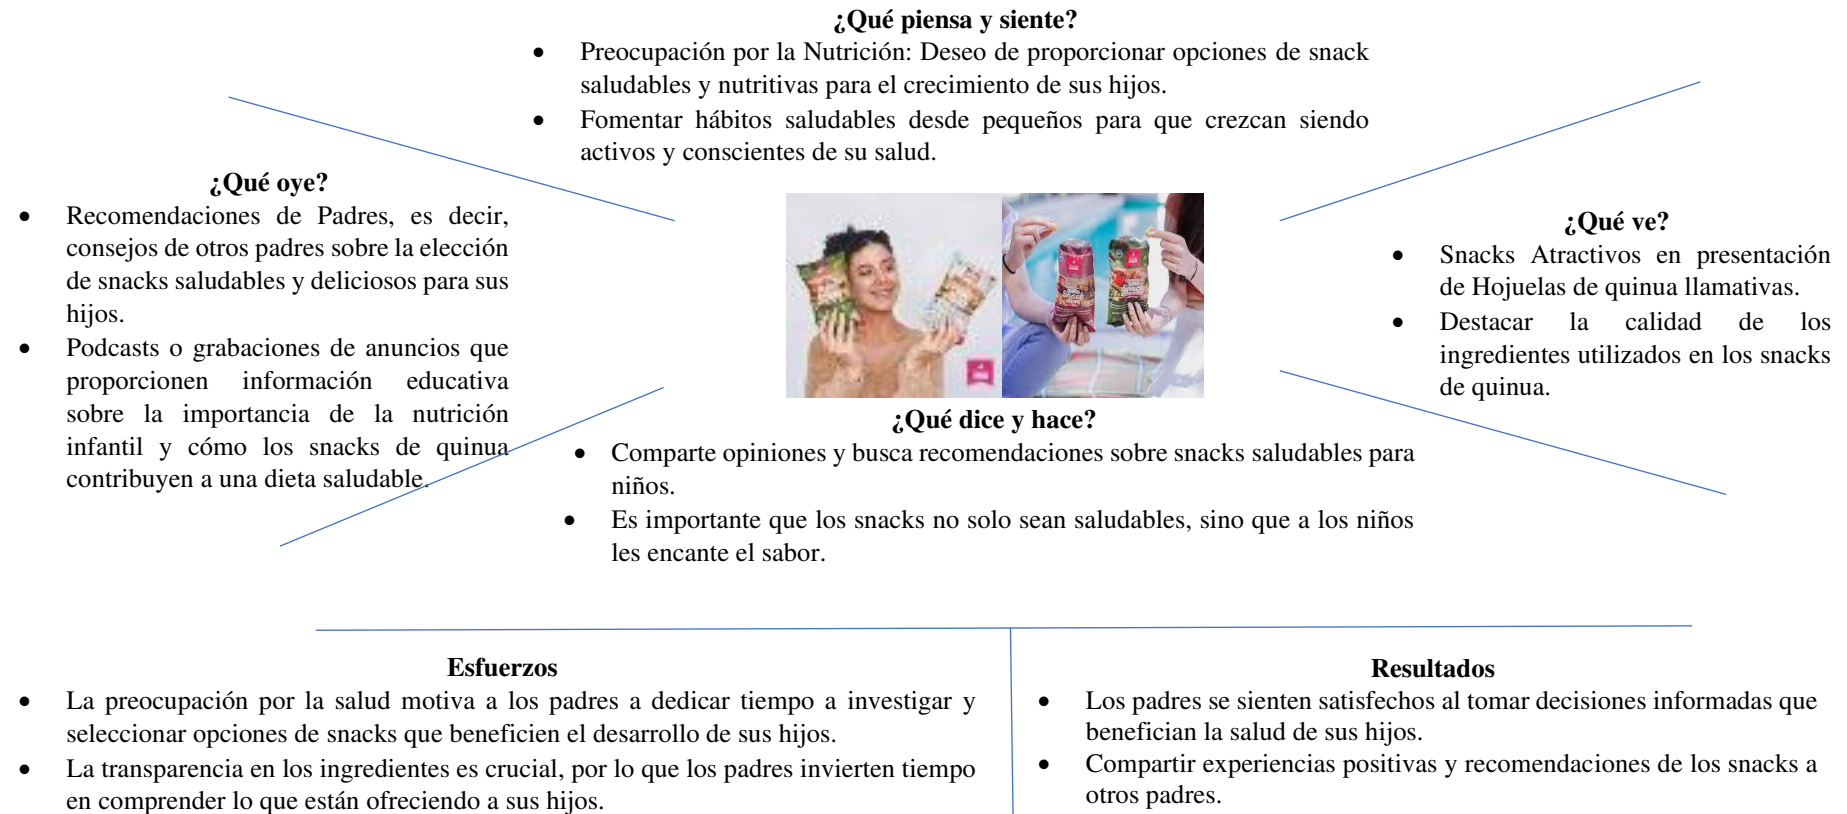 ¿Qué piensa y siente?
• Preocupación por la Nutrición: Deseo de proporcionar opciones de snack
saludables y nutritivas para el crecimiento de sus hijos.
• Fomentar hábitos saludables desde pequeños para que crezcan siendo
activos y conscientes de su salud.
¿Qué oye?
• Recomendaciones de Padres, es decir,
consejos de otros padres sobre la elección
de snacks saludables y deliciosos para sus
hijos.
• Podcasts o grabaciones de anuncios que
proporcionen información educativa
sobre la importancia de la nutrición
infantil y cómo los snacks de quinua
contribuyen a una dieta saludable.
¿Qué ve?
• Snacks Atractivos en presentación
de Hojuelas de quinua llamativas.
• Destacar la calidad de los
ingredientes utilizados en los snacks
de quinua.
¿Qué dice y hace?
• Comparte opiniones y busca recomendaciones sobre snacks saludables para
niños.
• Es importante que los snacks no solo sean saludables, sino que a los niños
les encante el sabor.
Esfuerzos
• La preocupación por la salud motiva a los padres a dedicar tiempo a investigar y
seleccionar opciones de snacks que beneficien el desarrollo de sus hijos.
• La transparencia en los ingredientes es crucial, por lo que los padres invierten tiempo
en comprender lo que están ofreciendo a sus hijos.
Resultados
• Los padres se sienten satisfechos al tomar decisiones informadas que
benefician la salud de sus hijos.
• Compartir experiencias positivas y recomendaciones de los snacks a
otros padres.